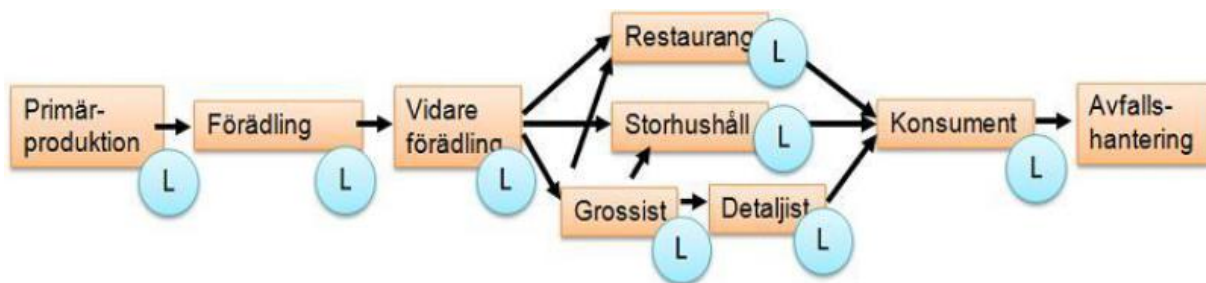 Primär-
produktion
L
Förädling
L
Vidare
förädling
L
Restaurang
L
Storhushåll
L
Grossist
L
Detaljist
L
Konsument
L
Avfalls-
hantering